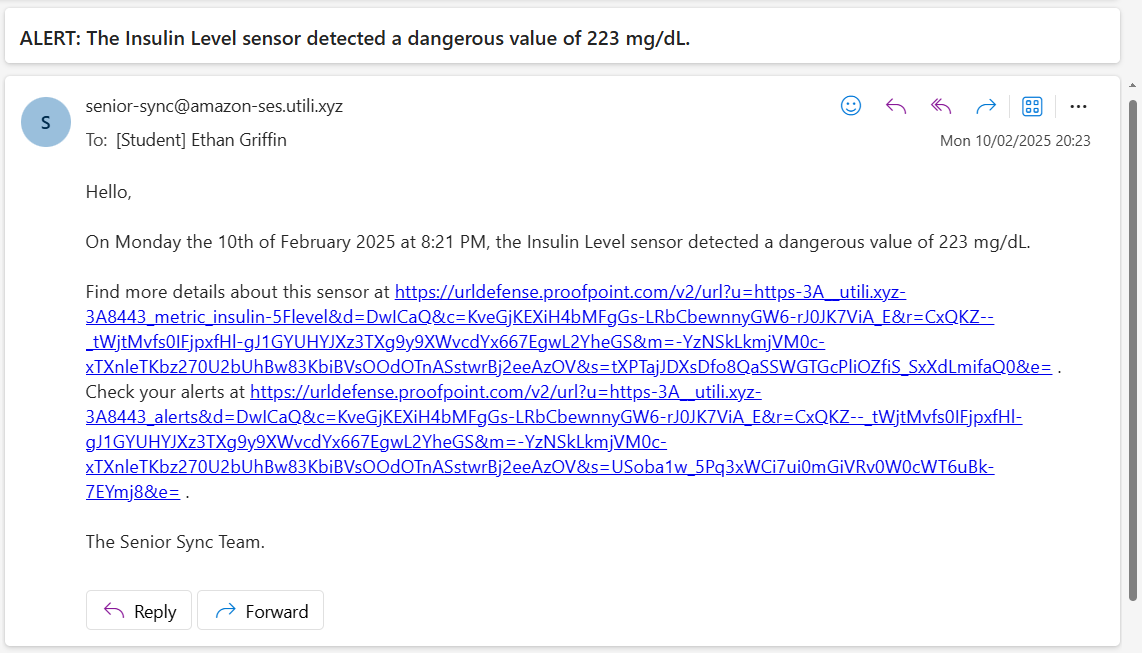 ALERT: The Insulin Level sensor detected a dangerous value of 223 mg/dL.
S
senior-sync@amazon-ses.utili.xyz
To: [Student] Ethan Griffin
Mon 10/02/2025 20:23
Hello,
On Monday the 10th of February 2025 at 8:21 PM, the Insulin Level sensor detected a dangerous value of 223 mg/dL.
Find more details about this sensor at https://urldefense.proofpoint.com/v2/url?u=https-3A__utili.xyz-
3A8443_metric_insulin-5Flevel&d=DwICaQ&c=KveGjKEXiH4bMFgGs-LRbCbewnnyGW6-rJ0JK7ViA_E&r=CxQKZ--
_tWjtMvfs0IFjpxfHl-gJ1GYUHYJXz3TXg9y9XWvcdYx667EgwL2YheGS&m=-YzNSkLkmjVM0c-
xTXnleTKbz270U2bUhBw83KbiBVsOOdOTnASstwrBj2eeAzOV&s=tXPTajJDXsDfo8QaSSWGTGcPliOZfiS_SxXdLmifaQ0&e= .
Check your alerts at https://urldefense.proofpoint.com/v2/url?u=https-3A__utili.xyz-
3A8443_alerts&d=DwICaQ&c=KveGjKEXiH4bMFgGs-LRbCbewnnyGW6-rJ0JK7ViA_E&r=CxQKZ--_tWjtMvfs0IFjpxfHl-
gJ1GYUHYJXz3TXg9y9XWvcdYx667EgwL2YheGS&m=-YzNSkLkmjVM0c-
xTXnleTKbz270U2bUhBw83KbiBVsOOdOTnASstwrBj2eeAzOV&s=USoba1w_5Pq3xWCi7ui0mGiVRv0W0cWT6uBk-
7EYmj8&e= .
The Senior Sync Team.
Reply
Forward